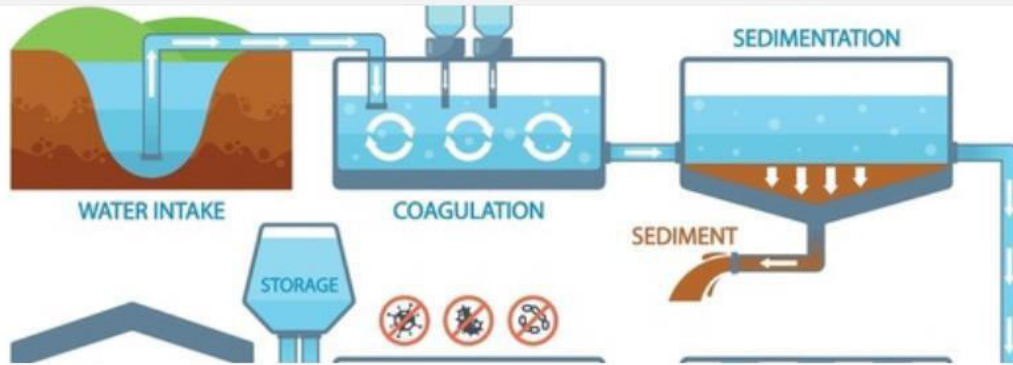 SEDIMENTATION
WATER INTAKE
COAGULATION
SEDIMENT
STORAGE